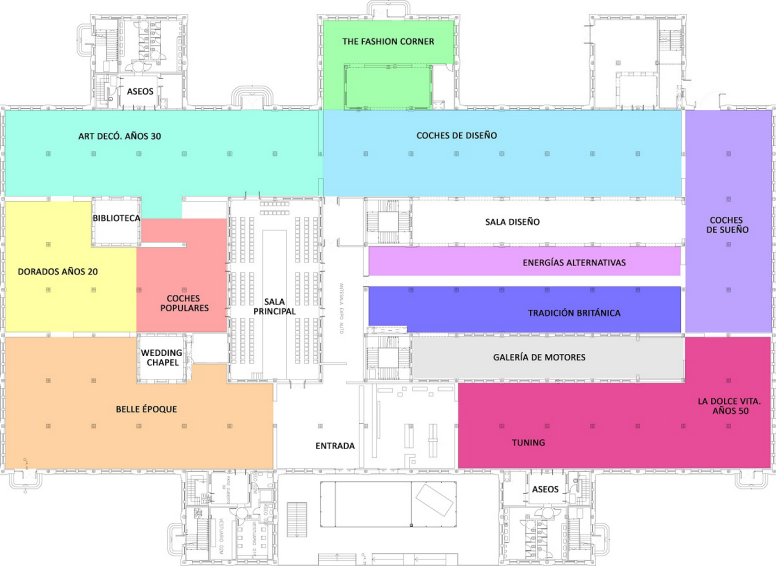 THE FASHION CORNER
ASEOS
ART DECÓ. AÑOS 30
COCHES DE DISEÑO
BIBLIOTECA
SALA DISEÑO
COCHES
DE SUEÑO
DORADOS AÑOS 20
ENERGÍAS ALTERNATIVAS
COCHES
POPULARES
SALA
PRINCIPAL
TRADICIÓN BRITÁNICA
WEDDING
CHAPEL
GALERÍA DE MOTORES
BELLE ÉPOQUE
LA DOLCE VITA.
AÑOS 50
ENTRADA
TUNING
ASEOS